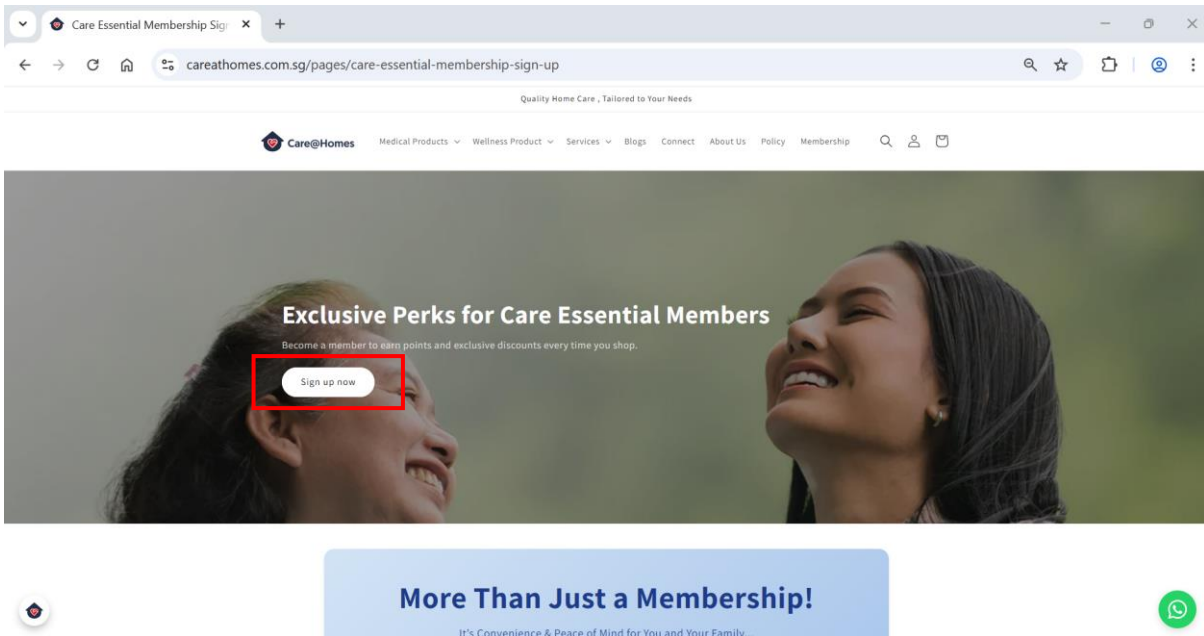 Care Essential Membership Sig
careathomes.com.sg/pages/care-essential-membership-sign-up
Quality Home Care , Tailored to Your Needs
Care@Homes
Medical Products Wellness Product Services Blogs Connect About Us Policy Membership
Exclusive Perks for Care Essential Members
Become a member to earn points and exclusive discounts every time you shop.
Sign up now
More Than Just a Membership!
It's Convenience & Peace of Mind for You and Your Family